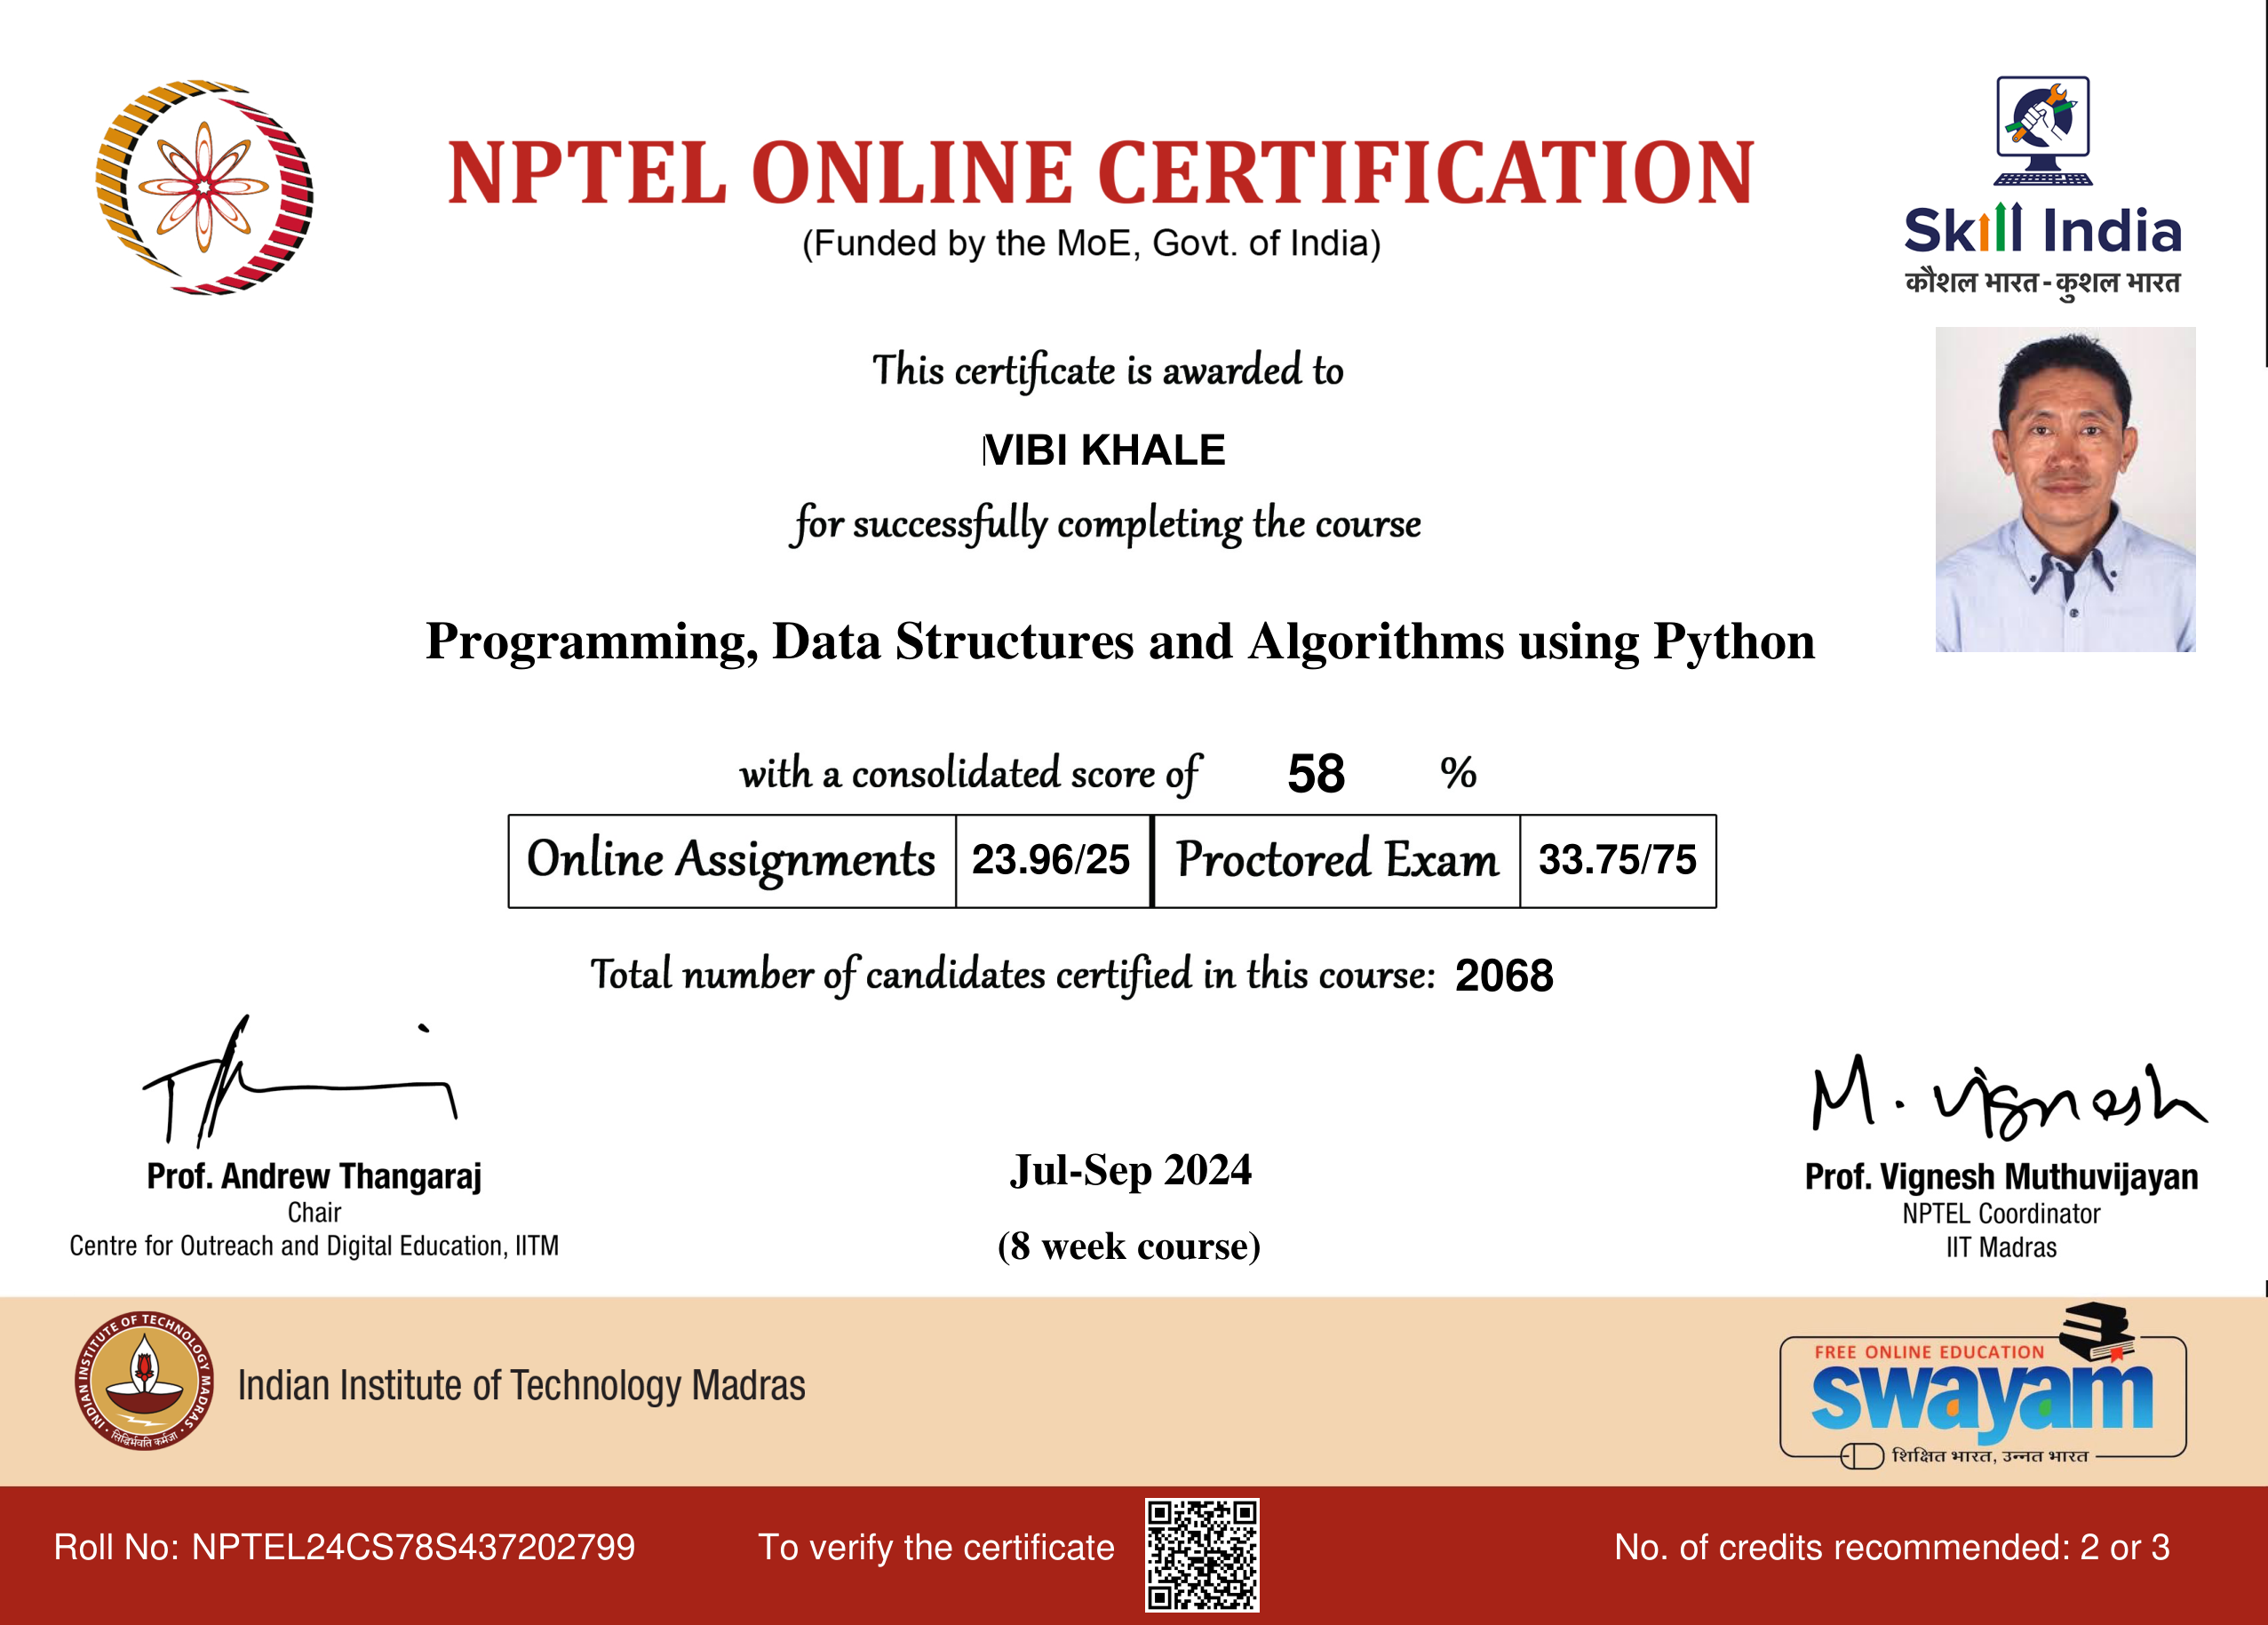 NPTEL ONLINE CERTIFICATION
(Funded by the MoE, Govt. of India)
Skill India
कौशल भारत - कुशल भारत
This certificate is awarded to
VIBI KHALE
for successfully completing the course
Programming, Data Structures and Algorithms using Python
with a consolidated score of 58 %
Online Assignments 23.96/25 Proctored Exam 33.75/75
Total number of candidates certified in this course: 2068
M. Vignesh
Prof. Andrew Thangaraj
Chair
Centre for Outreach and Digital Education, IITM
Jul-Sep 2024
(8 week course)
Prof. Vignesh Muthuvijayan
NPTEL Coordinator
IIT Madras
INDIAN INSTITUTE OF TECHNOLOGY MADRAS
सिद्धिर्भवति कर्मजा
Indian Institute of Technology Madras
FREE ONLINE EDUCATION
swayam
शिक्षित भारत, उन्नत भारत
Roll No: NPTEL24CS78S437202799
To verify the certificate
No. of credits recommended: 2 or 3